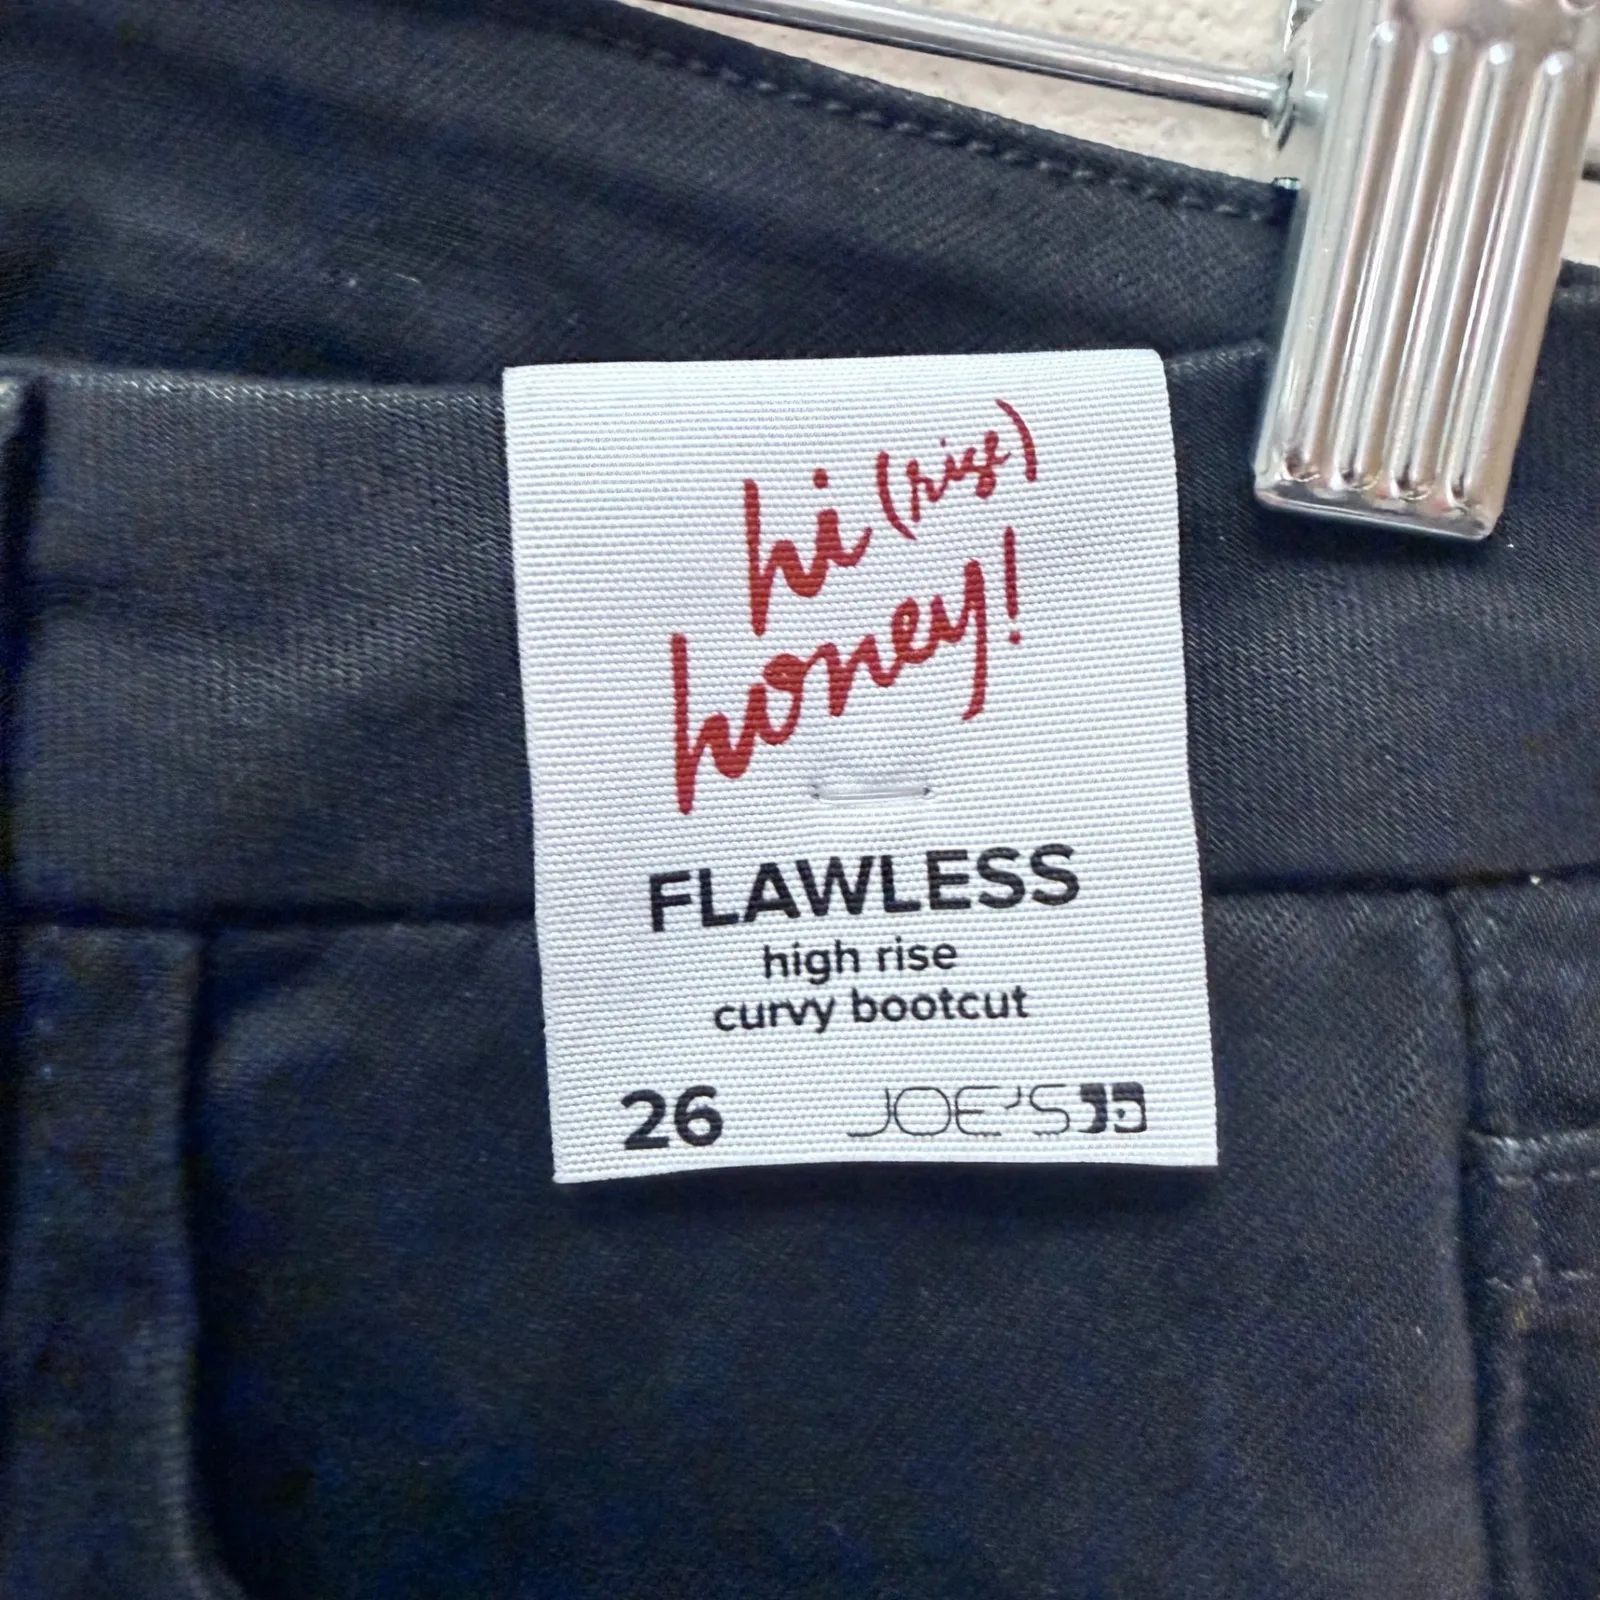 hi (rise)
honey!
FLAWLESS
high rise
curvy bootcut
26 JOE'S